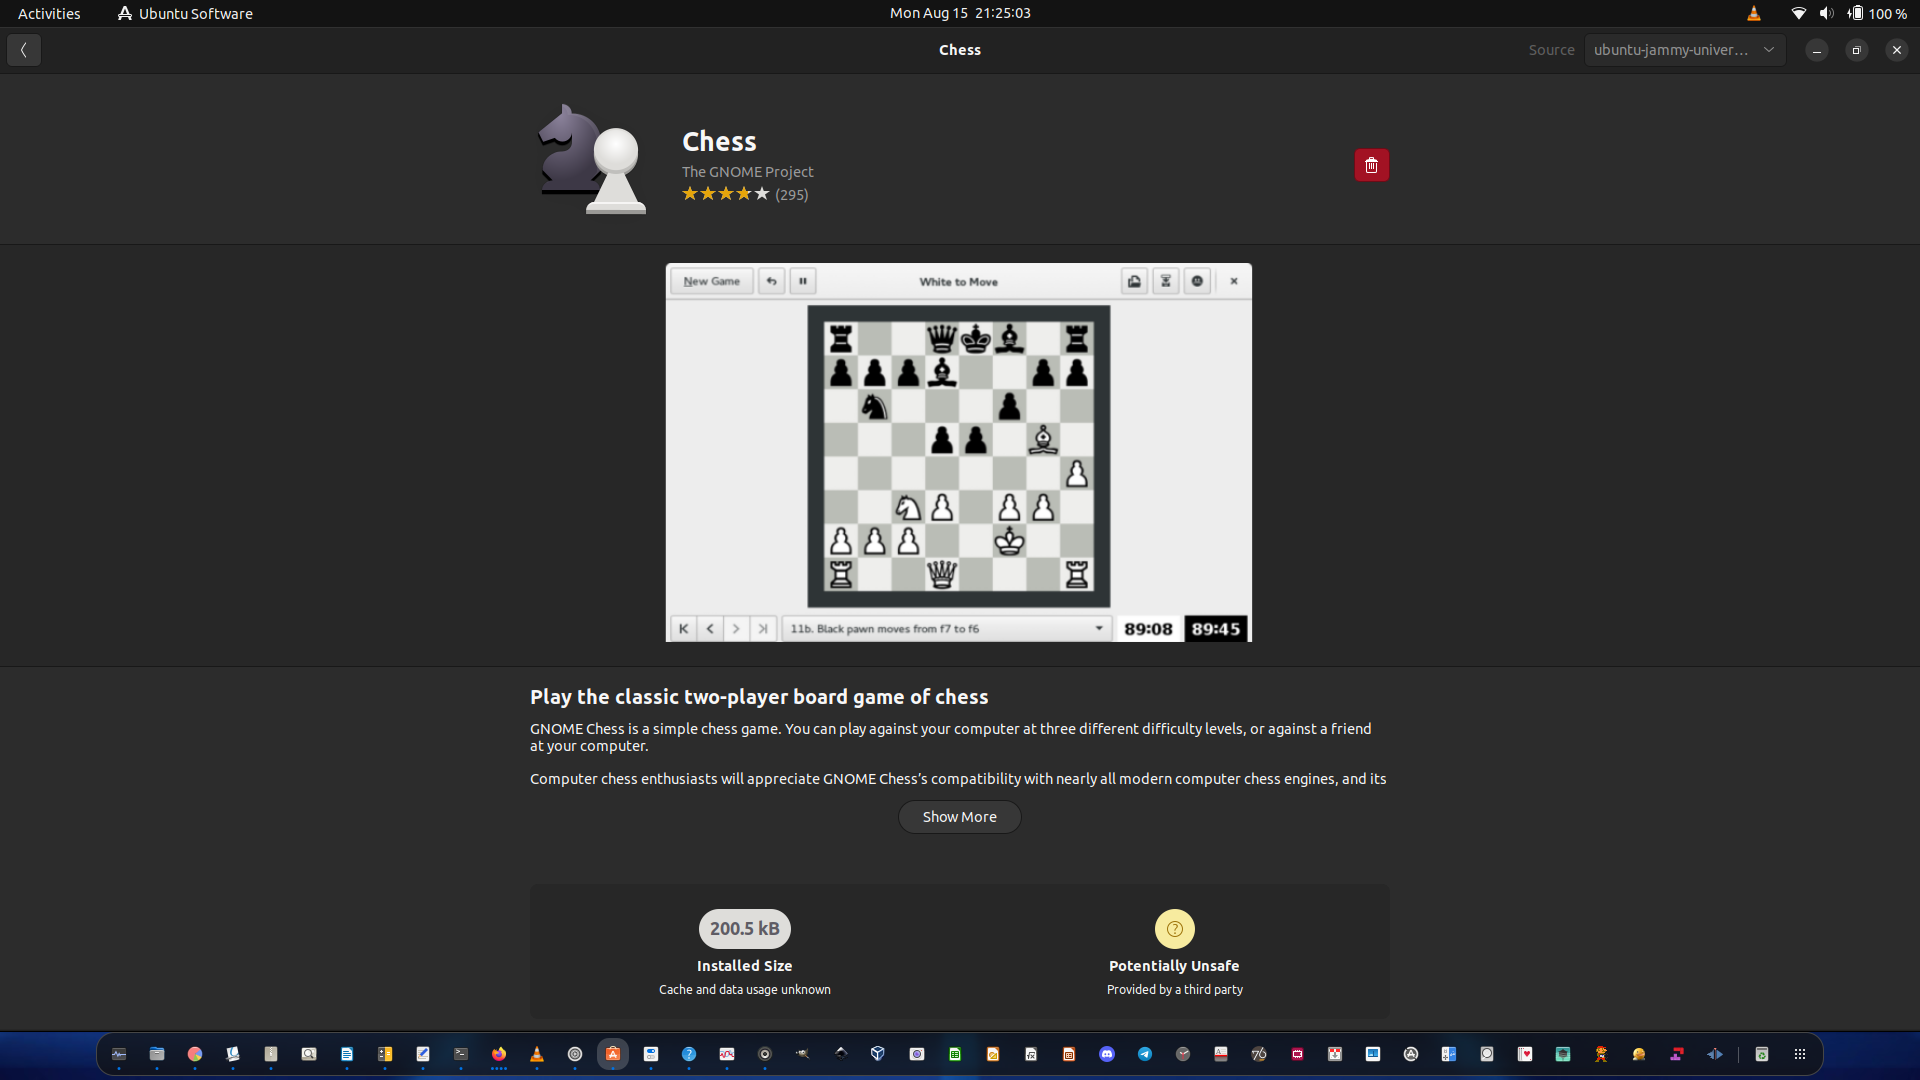 Activities
Ubuntu Software
Mon Aug 15 21:25:03
100 %
Chess
Source
ubuntu-jammy-univer…
Chess
The GNOME Project
(295)
New Game
White to Move
11b. Black pawn moves from f7 to f6
89:08
89:45
Play the classic two-player board game of chess
GNOME Chess is a simple chess game. You can play against your computer at three different difficulty levels, or against a friend
at your computer.
Computer chess enthusiasts will appreciate GNOME Chess’s compatibility with nearly all modern computer chess engines, and its
Show More
200.5 kB
Installed Size
Cache and data usage unknown
?
Potentially Unsafe
Provided by a third party